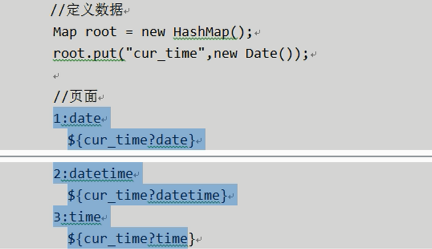 //定义数据
Map root = new HashMap();
root.put("cur_time",new Date());
//页面
1:date
${cur_time?date}
2:datetime
${cur_time?datetime}
3:time
${cur_time?time}